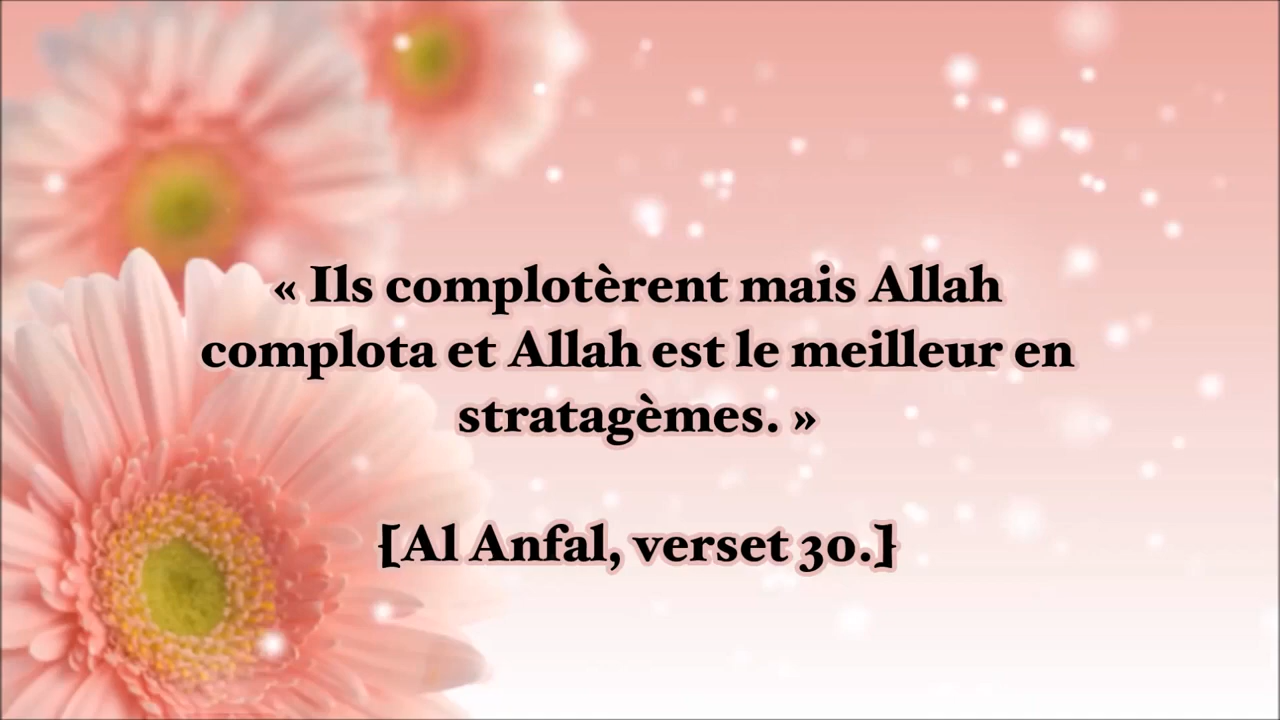 « Ils complotèrent mais Allah
complota et Allah est le meilleur en
stratagèmes. »
[Al Anfal, verset 30.]